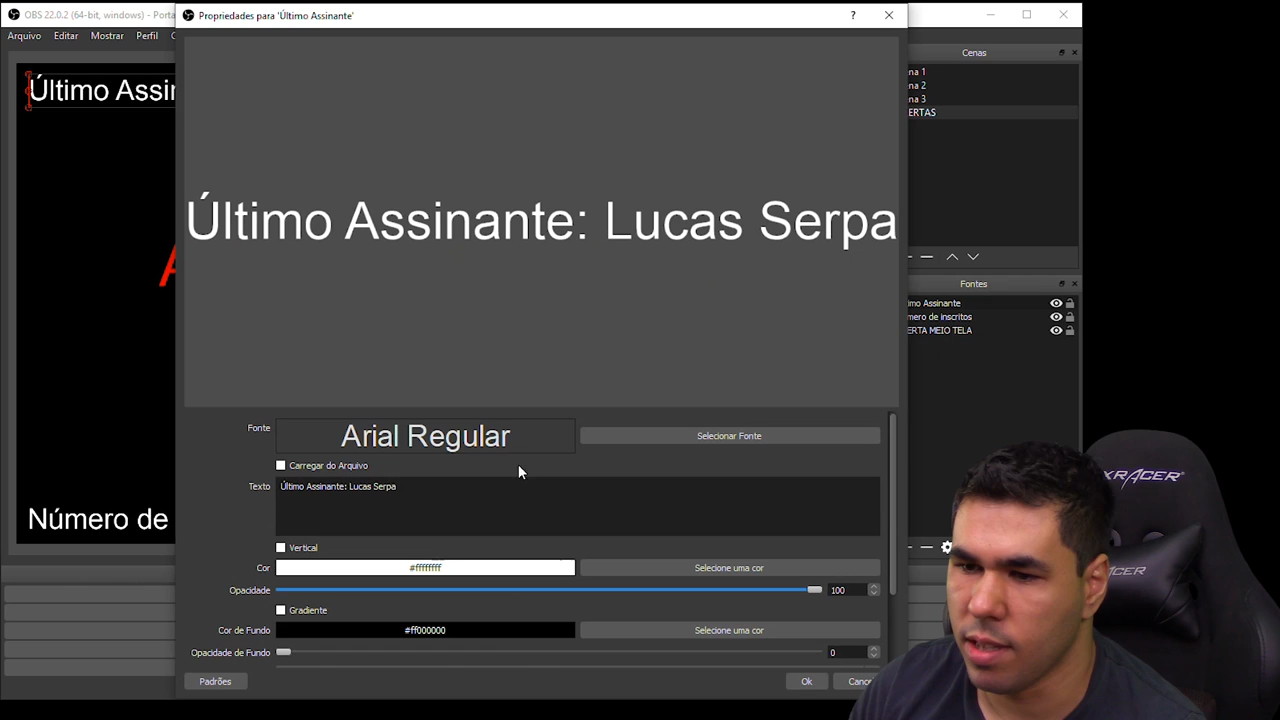 OBS 22.0.2 (64-bit, windows) - Porta
Propriedades para 'Último Assinante'
?
Arquivo Editar Mostrar Perfil
Cenas
na 1
na 2
na 3
ERTAS
Último Assin
Último Assinante: Lucas Serpa
Fontes
imo Assinante
mero de inscritos
ERTA MEIO TELA
A
Fonte
Arial Regular
Selecionar Fonte
Carregar do Arquivo
Texto
Último Assinante: Lucas Serpa
Número de
Vertical
Cor
#ffffffff
Selecione uma cor
Opacidade
100
Gradiente
Cor de Fundo
#ff000000
Selecione uma cor
Opacidade de Fundo
0
Padrões
Ok
Cance
XRACER